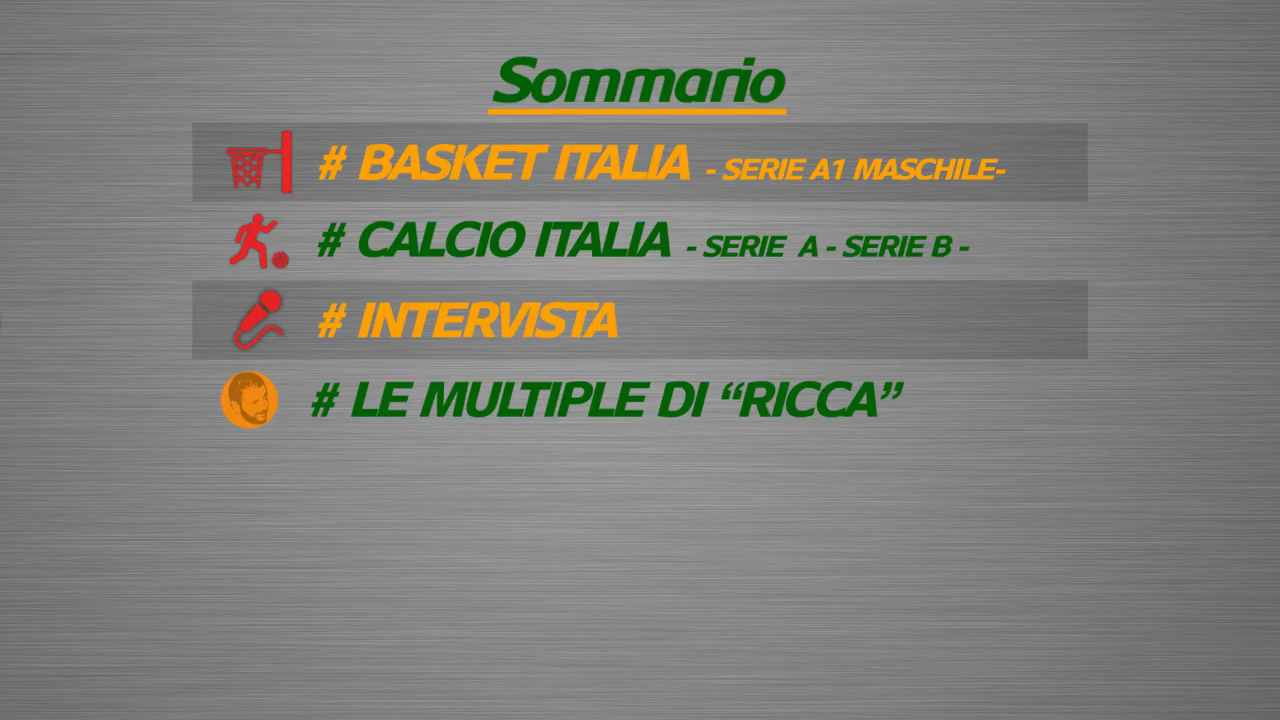 Sommario
# BASKET ITALIA - SERIE A1 MASCHILE-
# CALCIO ITALIA - SERIE A - SERIE B -
# INTERVISTA
# LE MULTIPLE DI “RICCA”